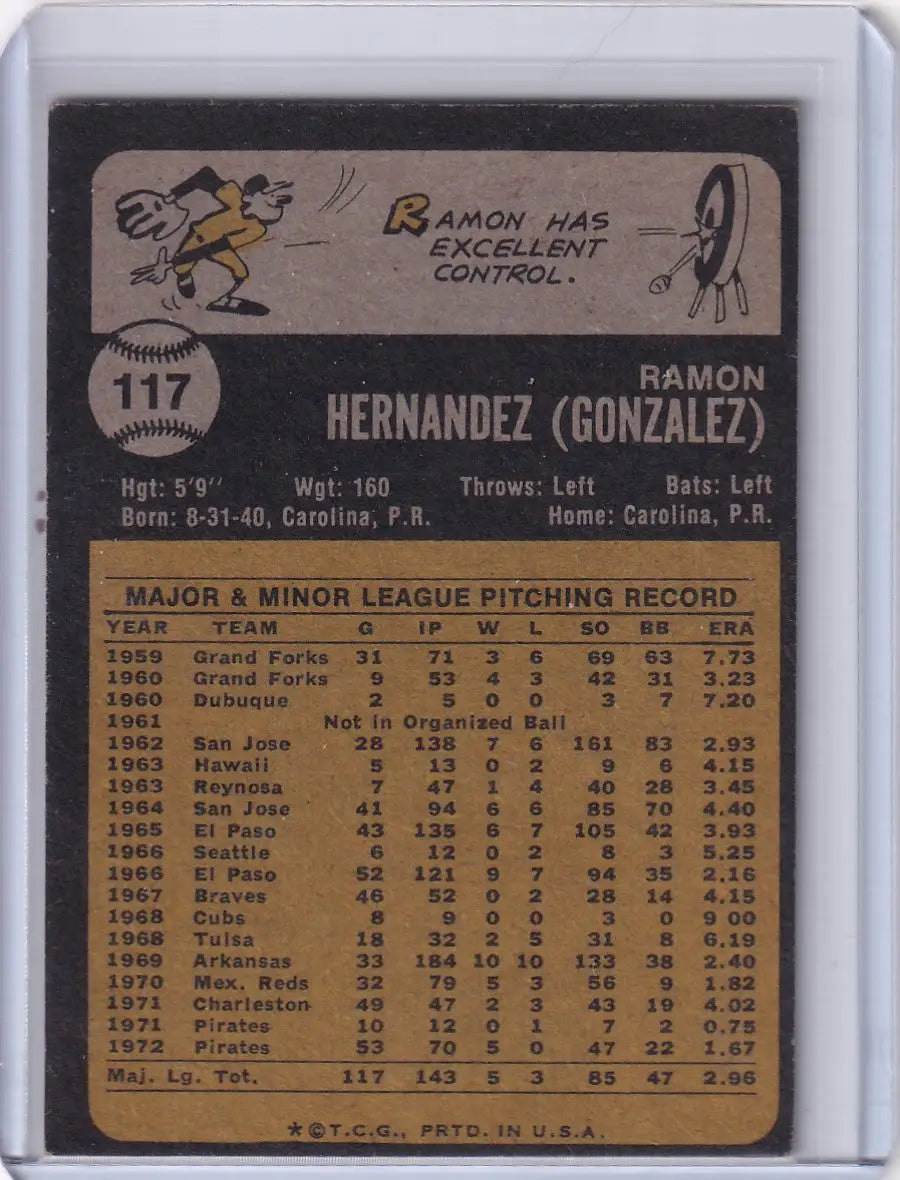 RAMON HAS
EXCELLENT
CONTROL.
117
RAMON
HERNANDEZ (GONZALEZ)
Hgt: 5'9" Wgt: 160 Throws: Left Bats: Left
Born: 8-31-40, Carolina, P.R. Home: Carolina, P.R.
MAJOR & MINOR LEAGUE PITCHING RECORD
YEAR TEAM G IP W L SO BB ERA
1959 Grand Forks 31 71 3 6 69 63 7.73
1960 Grand Forks 9 53 4 3 42 31 3.23
1960 Dubuque 2 5 0 0 3 7 7.20
1961 Not in Organized Ball
1962 San Jose 28 138 7 6 161 83 2.93
1963 Hawaii 5 13 0 2 9 6 4.15
1963 Reynosa 7 47 1 4 40 28 3.45
1964 San Jose 41 94 6 6 85 70 4.40
1965 El Paso 43 135 6 7 105 42 3.93
1966 Seattle 6 12 0 2 8 3 5.25
1966 El Paso 52 121 9 7 94 35 2.16
1967 Braves 46 52 0 2 28 14 4.15
1968 Cubs 8 9 0 0 3 0 9 00
1968 Tulsa 18 32 2 5 31 8 6.19
1969 Arkansas 33 184 10 10 133 38 2.40
1970 Mex. Reds 32 79 5 3 56 9 1.82
1971 Charleston 49 47 2 3 43 19 4.02
1971 Pirates 10 12 0 1 7 2 0.75
1972 Pirates 53 70 5 0 47 22 1.67
Maj. Lg. Tot. 117 143 5 3 85 47 2.96
*©T.C.G., PRTD. IN U.S.A.